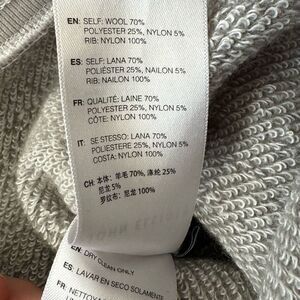 EN: SELF: WOOL 70%
POLYESTER 25%, NYLON 5%
RIB: NYLON 100%
ES: SELF: LANA 70%
POLIÉSTER 25%, NAILON 5%
RIB: NAILON 100%
FR: QUALITÉ: LAINE 70%
POLYESTER 25%, NYLON 5%
CÔTE: NYLON 100%
IT: SE STESSO: LANA 70%
POLIESTERE 25%, NYLON 5%
COSTA: NYLON 100%
CH: 本体: 羊毛 70%, 涤纶 25%
尼龙 5%
罗纹布: 尼龙 100%
EN: DRY CLEAN ONLY
ES: LAVAR EN SECO SOLAMENTE
FR: NETTOY